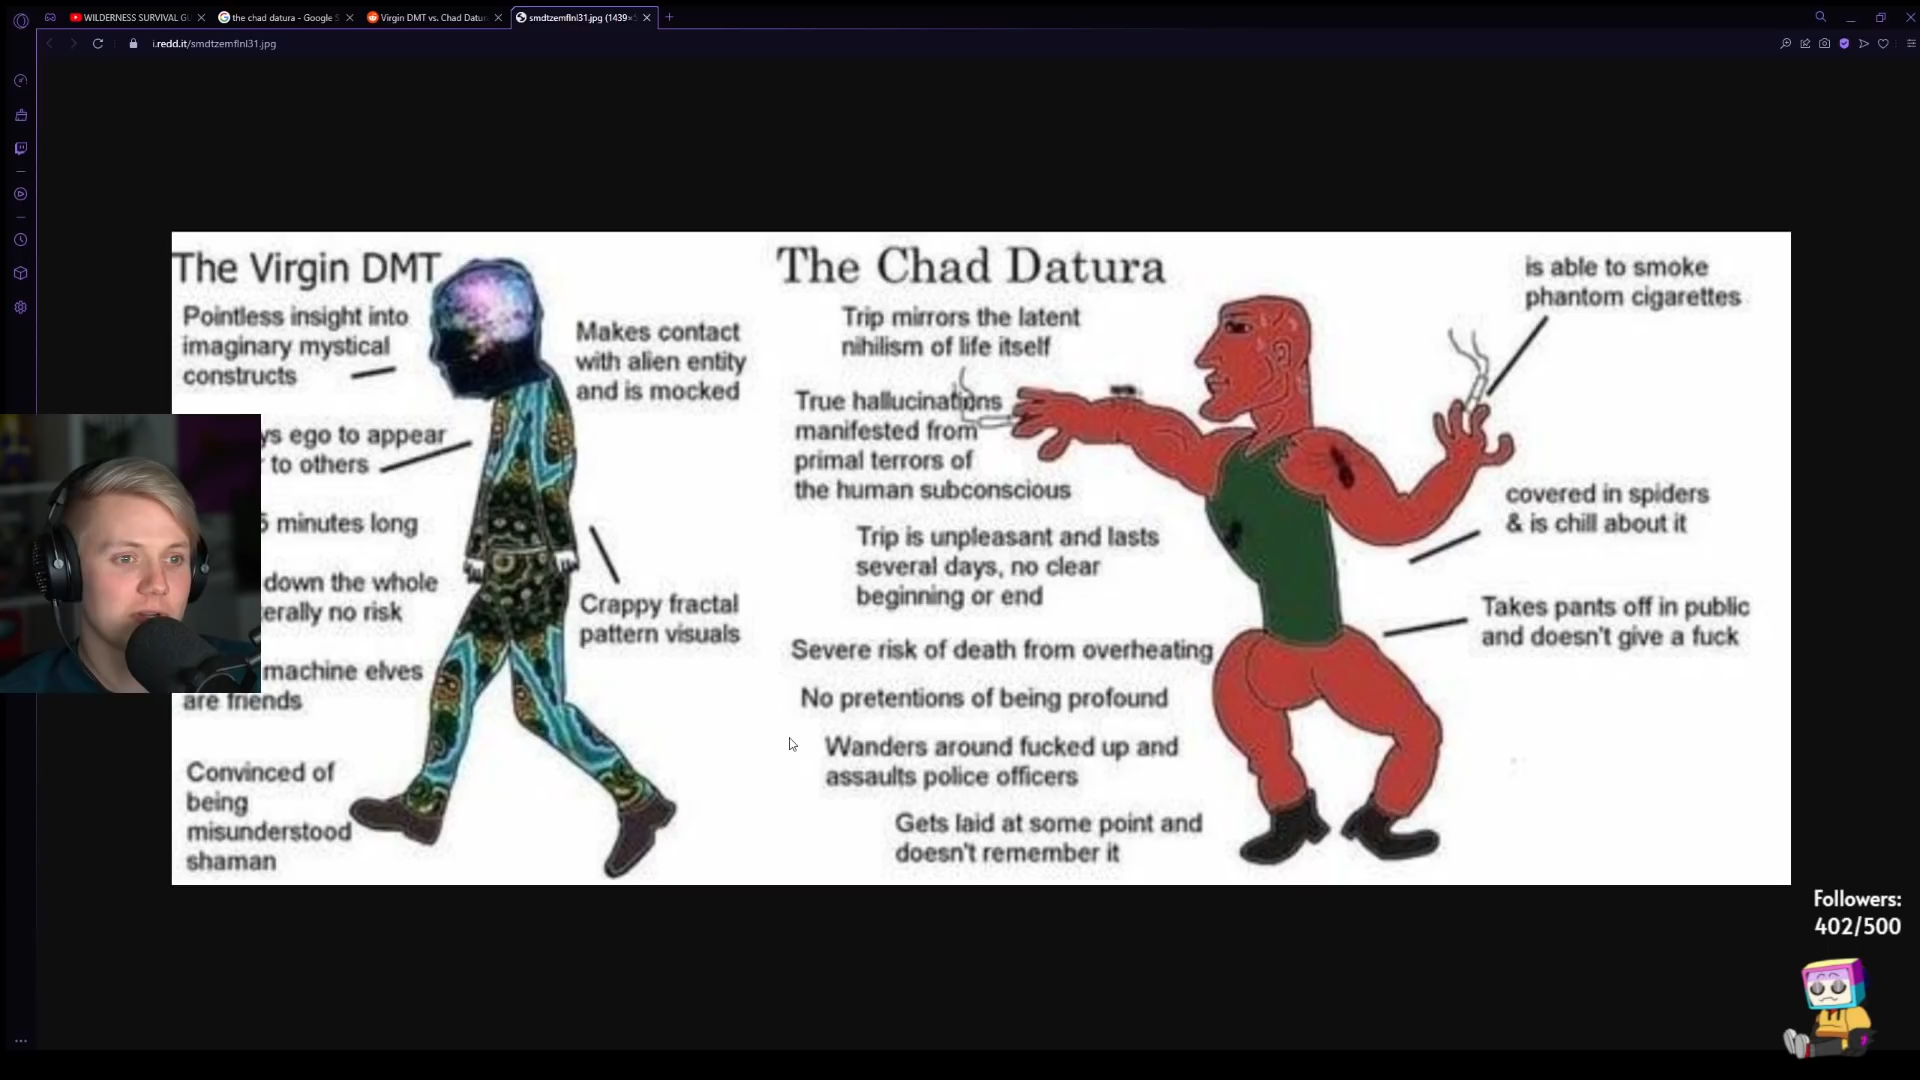 WILDERNESS SURVIVAL GU
the chad datura - Google S
Virgin DMT vs. Chad Datur
smdtzemflnl31.jpg (1439×
i.redd.it/smdtzemflnl31.jpg
The Virgin DMT
Pointless insight into
imaginary mystical
constructs
Makes contact
with alien entity
and is mocked
ys ego to appear
to others
5 minutes long
down the whole
erally no risk
machine elves
are friends
Crappy fractal
pattern visuals
Convinced of
being
misunderstood
shaman
The Chad Datura
Trip mirrors the latent
nihilism of life itself
True hallucinations
manifested from
primal terrors of
the human subconscious
Trip is unpleasant and lasts
several days, no clear
beginning or end
Severe risk of death from overheating
No pretentions of being profound
Wanders around fucked up and
assaults police officers
Gets laid at some point and
doesn't remember it
is able to smoke
phantom cigarettes
covered in spiders
& is chill about it
Takes pants off in public
and doesn't give a fuck
Followers:
402/500